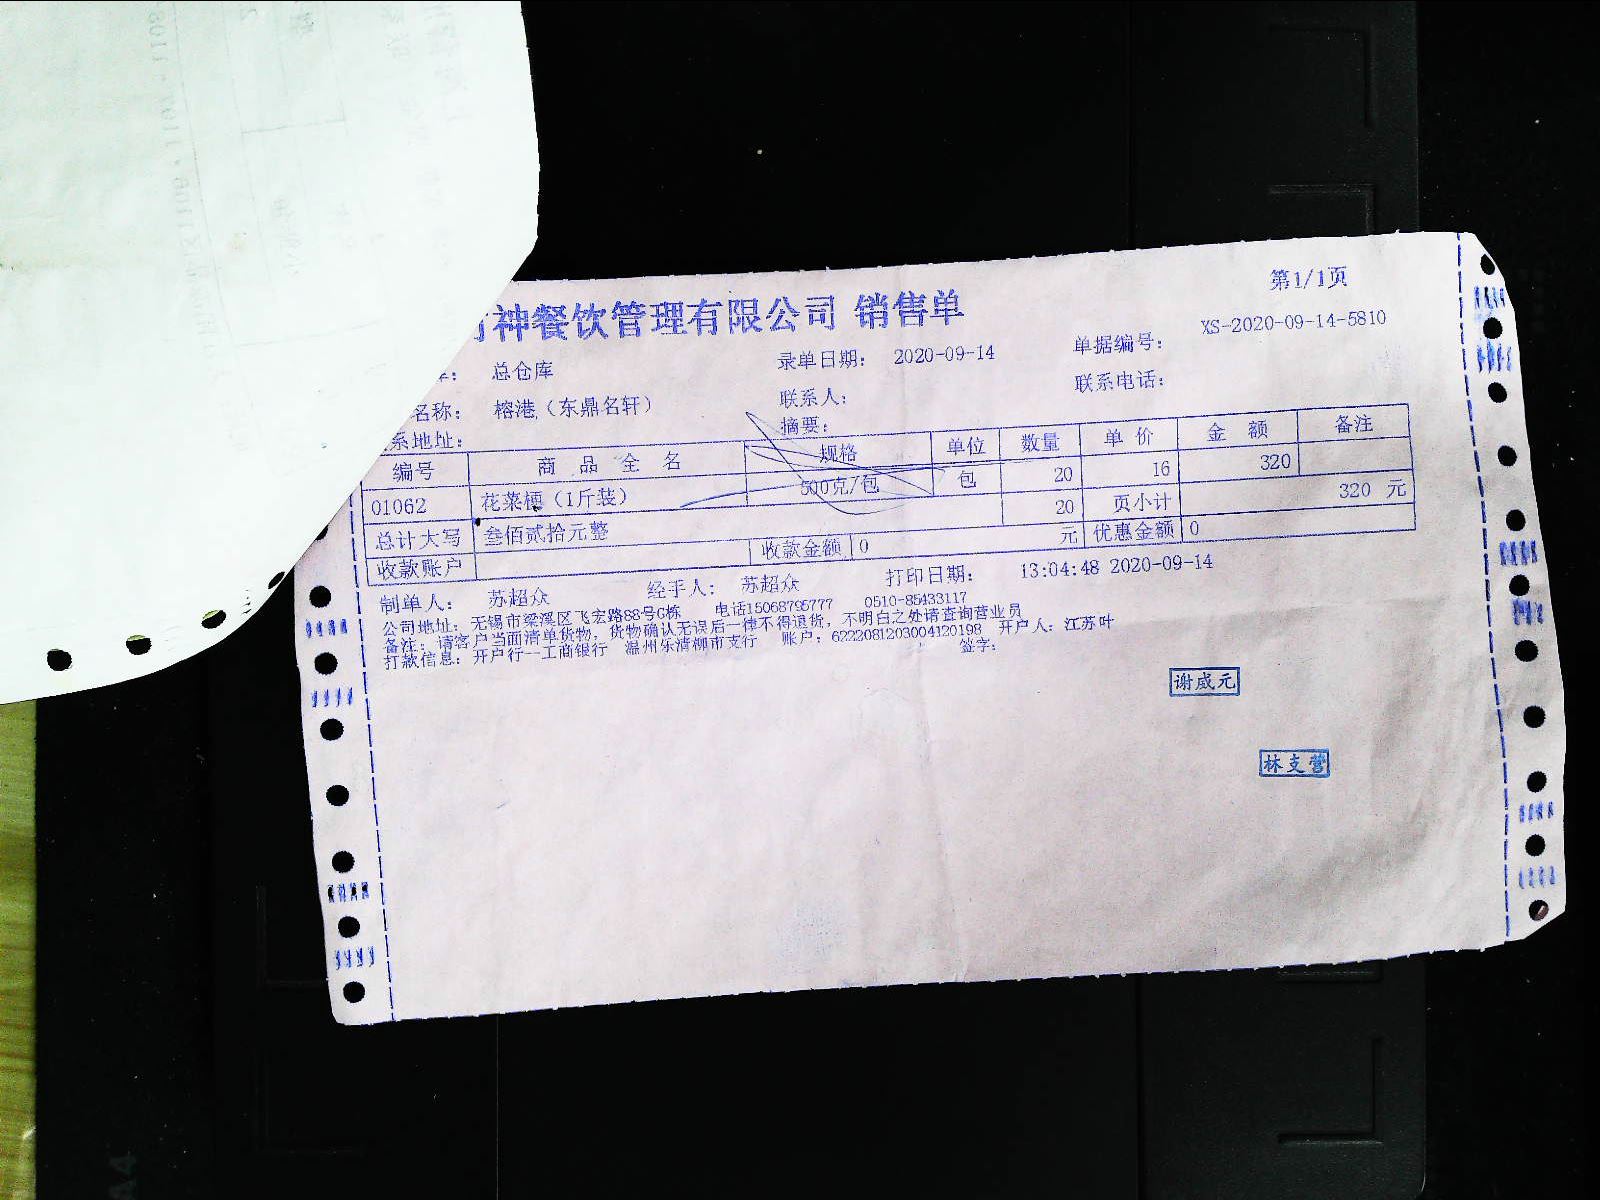 神餐饮管理有限公司 销售单
第1/1页
总仓库 录单日期: 2020-09-14 单据编号: XS-2020-09-14-5810
名称: 榕港(东鼎名轩) 联系人: 联系电话:
系地址: 摘要:
编号 商品全名 规格 单位 数量 单价 金额 备注
01062 花菜梗(1斤装) 500克/包 包 20 16 320
总计大写 叁佰贰拾元整 20 页小计 320 元
收款账户 收款金额 0 元 优惠金额 0
制单人: 苏超众 经手人: 苏超众 打印日期: 13:04:48 2020-09-14
公司地址: 无锡市梁溪区飞宏路88号G栋 电话15068795777 0510-85433117
备注: 请客户当面清单货物, 货物确认无误后一律不得退货, 不明白之处请查询营业员
打款信息: 开户行--工商银行 温州乐清柳市支行 账户: 6222081203004120198 开户人: 江苏叶
签字:
谢威元
林支营